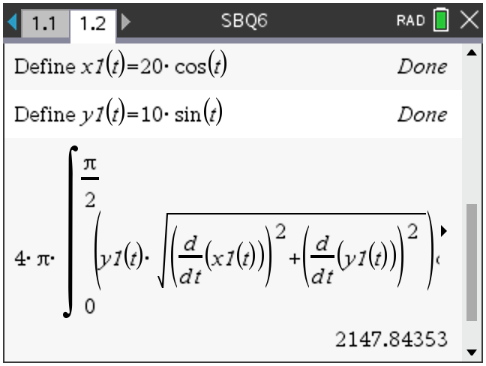 1.1 1.2 SBQ6 RAD
Define x1(t)=20·cos(t) Done
Define y1(t)=10·sin(t) Done
π
2
4·π·∫(y1(t)·√((d/dt(x1(t)))²+(d/dt(y1(t)))²))
0
2147.84353